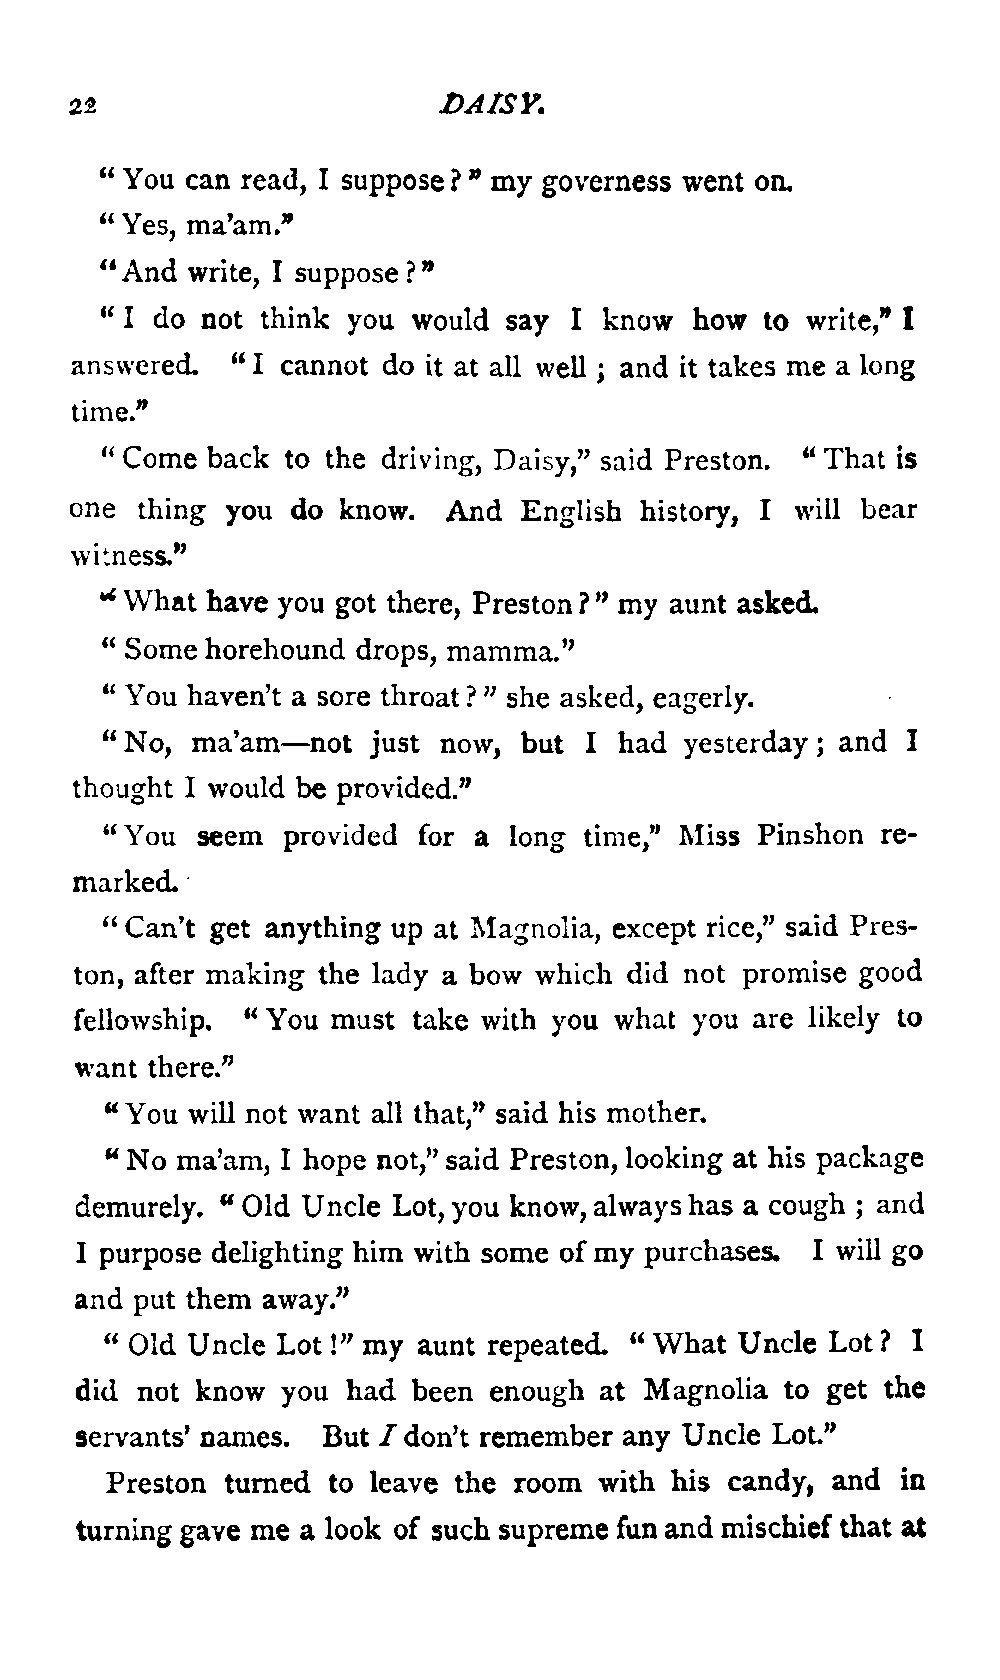 22 DAISY.
“You can read, I suppose?” my governess went on.
“Yes, ma’am.”
“And write, I suppose?”
“I do not think you would say I know how to write,” I
answered. “I cannot do it at all well; and it takes me a long
time.”
“Come back to the driving, Daisy,” said Preston. “That is
one thing you do know. And English history, I will bear
witness.”
“What have you got there, Preston?” my aunt asked.
“Some horehound drops, mamma.”
“You haven’t a sore throat?” she asked, eagerly.
“No, ma’am—not just now, but I had yesterday; and I
thought I would be provided.”
“You seem provided for a long time,” Miss Pinshon re-
marked.
“Can’t get anything up at Magnolia, except rice,” said Pres-
ton, after making the lady a bow which did not promise good
fellowship. “You must take with you what you are likely to
want there.”
“You will not want all that,” said his mother.
“No ma’am, I hope not,” said Preston, looking at his package
demurely. “Old Uncle Lot, you know, always has a cough; and
I purpose delighting him with some of my purchases. I will go
and put them away.”
“Old Uncle Lot!” my aunt repeated. “What Uncle Lot? I
did not know you had been enough at Magnolia to get the
servants’ names. But I don’t remember any Uncle Lot.”
Preston turned to leave the room with his candy, and in
turning gave me a look of such supreme fun and mischief that at